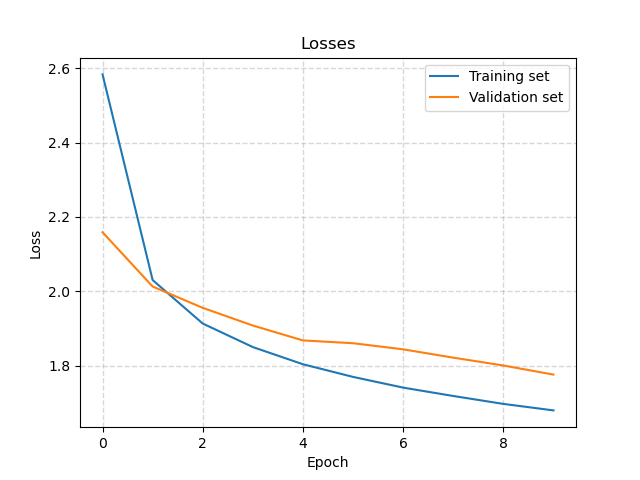 Losses
Training set
Validation set
2.6
2.4
2.2
2.0
1.8
Loss
0
2
4
6
8
Epoch